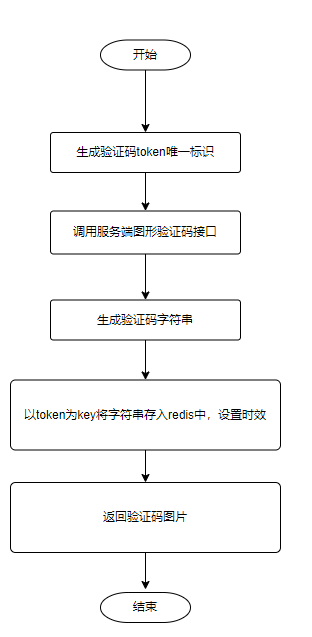 开始
生成验证码token唯一标识
调用服务端图形验证码接口
生成验证码字符串
以token为key将字符串存入redis中，设置时效
返回验证码图片
结束